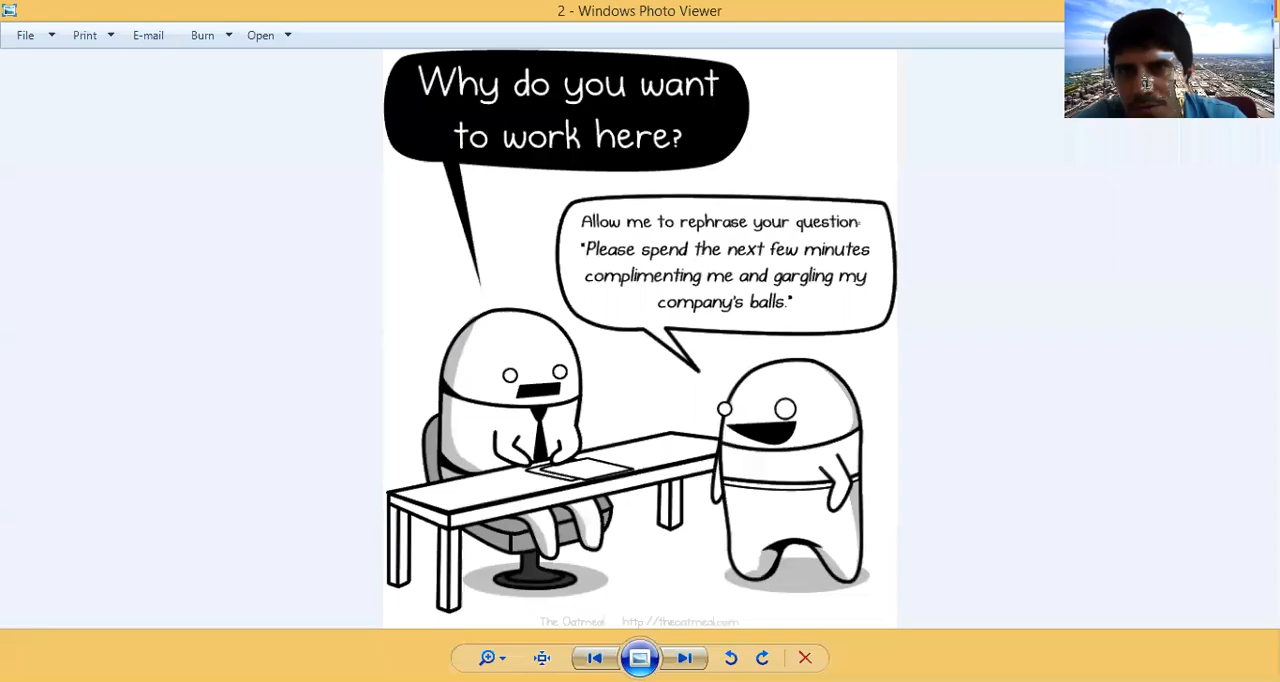 2 - Windows Photo Viewer
File Print E-mail Burn Open
Why do you want
to work here?
Allow me to rephrase your question:
"Please spend the next few minutes
complimenting me and gargling my
company's balls."
The Oatmeal http://theoatmeal.com